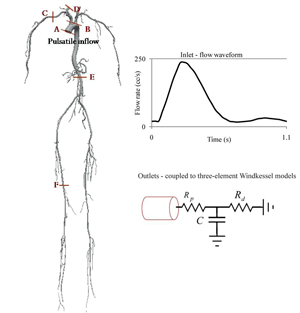 C
D
A
B
Pulsatile inflow
E
F
Inlet - flow waveform
250
Flow rate (cc/s)
0
0
Time (s)
1.1
Outlets - coupled to three-element Windkessel models
Rp
Rd
C